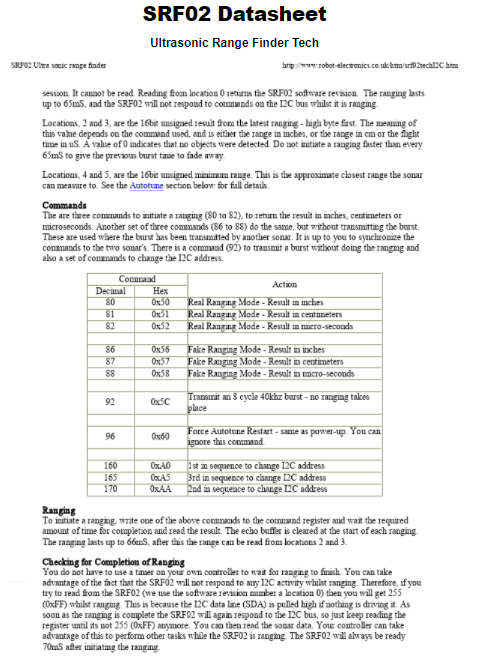 SRF02 Datasheet
Ultrasonic Range Finder Tech
SRF02 Ultra sonic range finder http://www.robot-electronics.co.uk/htm/srf02techI2C.htm
session. It cannot be read. Reading from location 0 returns the SRF02 software revision. The ranging lasts
up to 65mS, and the SRF02 will not respond to commands on the I2C bus whilst it is ranging.
Locations, 2 and 3, are the 16bit unsigned result from the latest ranging - high byte first. The meaning of
this value depends on the command used, and is either the range in inches, or the range in cm or the flight
time in uS. A value of 0 indicates that no objects were detected. Do not initiate a ranging faster than every
65mS to give the previous burst time to fade away.
Locations, 4 and 5, are the 16bit unsigned minimum range. This is the approximate closest range the sonar
can measure to. See the Autotune section below for full details.
Commands
The are three commands to initiate a ranging (80 to 82), to return the result in inches, centimeters or
microseconds. Another set of three commands (86 to 88) do the same, but without transmitting the burst.
These are used where the burst has been transmitted by another sonar. It is up to you to synchronize the
commands to the two sonar's. There is a command (92) to transmit a burst without doing the ranging and
also a set of commands to change the I2C address.
Command Action
Decimal Hex
80 0x50 Real Ranging Mode - Result in inches
81 0x51 Real Ranging Mode - Result in centimeters
82 0x52 Real Ranging Mode - Result in micro-seconds
86 0x56 Fake Ranging Mode - Result in inches
87 0x57 Fake Ranging Mode - Result in centimeters
88 0x58 Fake Ranging Mode - Result in micro-seconds
92 0x5C Transmit an 8 cycle 40khz burst - no ranging takes
place
96 0x60 Force Autotune Restart - same as power-up. You can
ignore this command.
160 0xA0 1st in sequence to change I2C address
165 0xA5 3rd in sequence to change I2C address
170 0xAA 2nd in sequence to change I2C address
Ranging
To initiate a ranging, write one of the above commands to the command register and wait the required
amount of time for completion and read the result. The echo buffer is cleared at the start of each ranging.
The ranging lasts up to 66mS, after this the range can be read from locations 2 and 3.
Checking for Completion of Ranging
You do not have to use a timer on your own controller to wait for ranging to finish. You can take
advantage of the fact that the SRF02 will not respond to any I2C activity whilst ranging. Therefore, if you
try to read from the SRF02 (we use the software revision number a location 0) then you will get 255
(0xFF) whilst ranging. This is because the I2C data line (SDA) is pulled high if nothing is driving it. As
soon as the ranging is complete the SRF02 will again respond to the I2C bus, so just keep reading the
register until its not 255 (0xFF) anymore. You can then read the sonar data. Your controller can take
advantage of this to perform other tasks while the SRF02 is ranging. The SRF02 will always be ready
70mS after initiating the ranging.